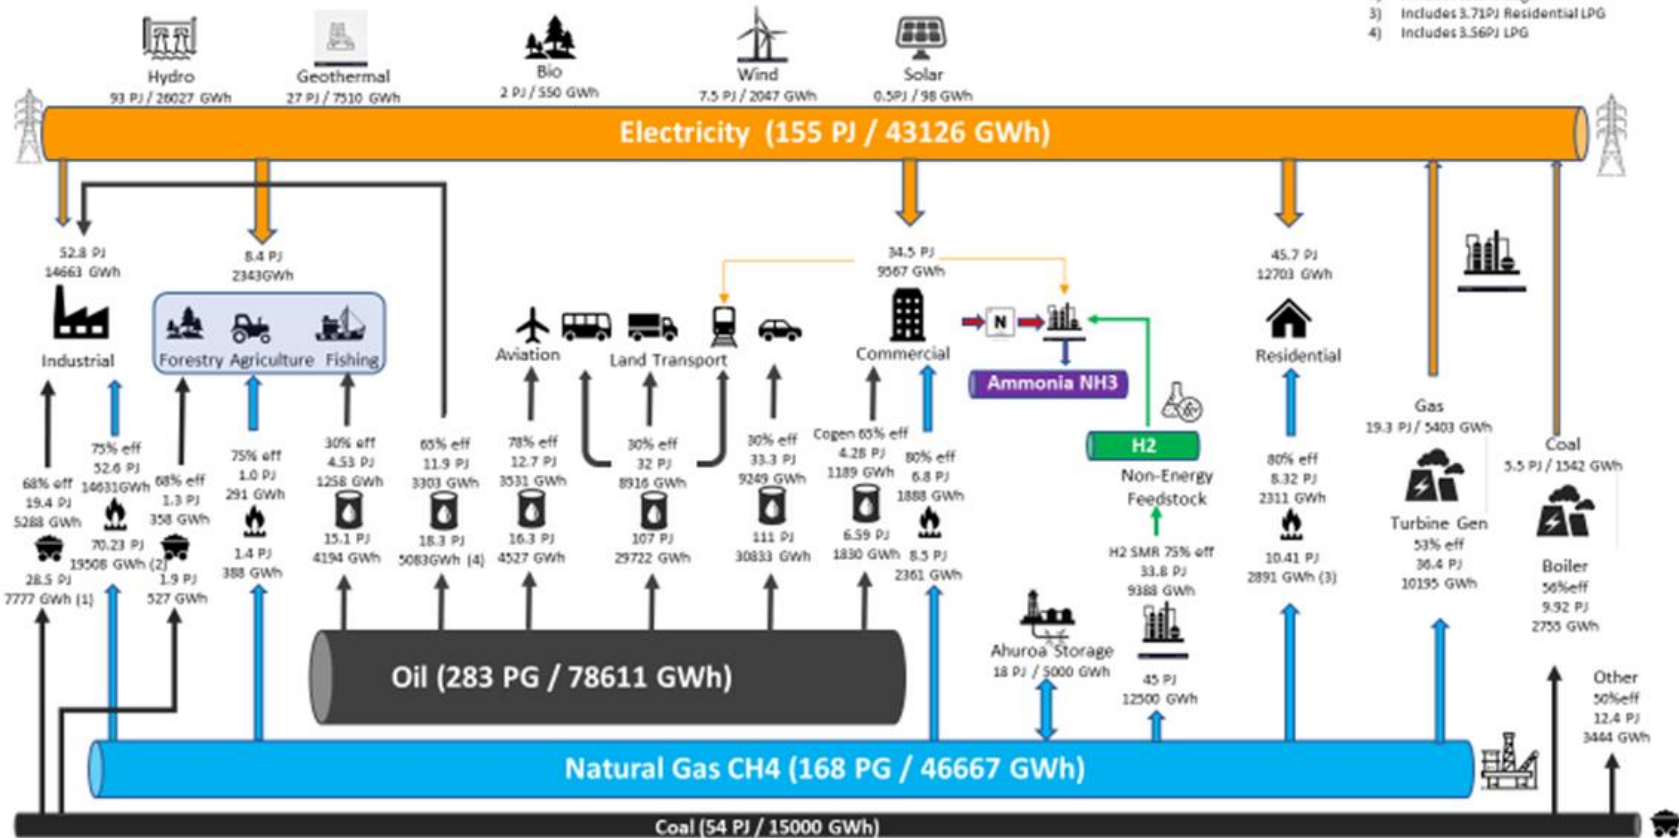 3) Includes 3.71PJ Residential LPG
4) Includes 3.56PJ LPG
Hydro
93 PJ / 26027 GWh
Geothermal
27 PJ / 7510 GWh
Bio
2 PJ / 550 GWh
Wind
7.5 PJ / 2047 GWh
Solar
0.5PJ / 98 GWh
Electricity (155 PJ / 43126 GWh)
52.8 PJ
14663 GWh
Industrial
8.4 PJ
2343GWh
Forestry Agriculture Fishing
Aviation
Land Transport
34.5 PJ
9567 GWh
Commercial
N
Ammonia NH3
H2
Non-Energy
Feedstock
45.7 PJ
12703 GWh
Residential
Gas
19.3 PJ / 5403 GWh
Turbine Gen
53% eff
36.4 PJ
10195 GWh
Coal
5.5 PJ / 1542 GWh
Boiler
56%eff
9.92 PJ
2755 GWh
Other
50%eff
12.4 PJ
3444 GWh
68% eff
19.4 PJ
5288 GWh
28.5 PJ
7777 GWh (1)
75% eff
52.6 PJ
14631GWh
70.23 PJ
19508 GWh (2)
68% eff
1.3 PJ
358 GWh
1.9 PJ
527 GWh
75% eff
1.0 PJ
291 GWh
1.4 PJ
388 GWh
30% eff
4.53 PJ
1258 GWh
15.1 PJ
4194 GWh
65% eff
11.9 PJ
3303 GWh
18.3 PJ
5083GWh (4)
78% eff
12.7 PJ
3531 GWh
16.3 PJ
4527 GWh
30% eff
32 PJ
8916 GWh
107 PJ
29722 GWh
30% eff
33.3 PJ
9249 GWh
111 PJ
30833 GWh
Cogen 65% eff
4.28 PJ
1189 GWh
6.59 PJ
1830 GWh
80% eff
6.8 PJ
1888 GWh
8.5 PJ
2361 GWh
Ahuroa Storage
18 PJ / 5000 GWh
H2 SMR 75% eff
33.8 PJ
9388 GWh
45 PJ
12500 GWh
80% eff
8.32 PJ
2311 GWh
10.41 PJ
2891 GWh (3)
Oil (283 PG / 78611 GWh)
Natural Gas CH4 (168 PG / 46667 GWh)
Coal (54 PJ / 15000 GWh)